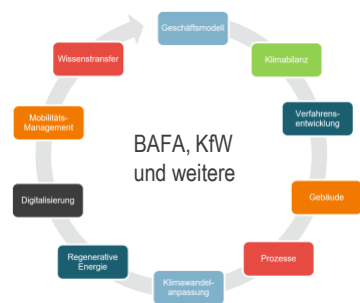 Geschäftsmodell
Klimabilanz
Verfahrens-
entwicklung
Gebäude
Prozesse
Klimawandel-
anpassung
Regenerative
Energie
Digitalisierung
Mobilitäts-
Management
Wissenstransfer
BAFA, KfW
und weitere